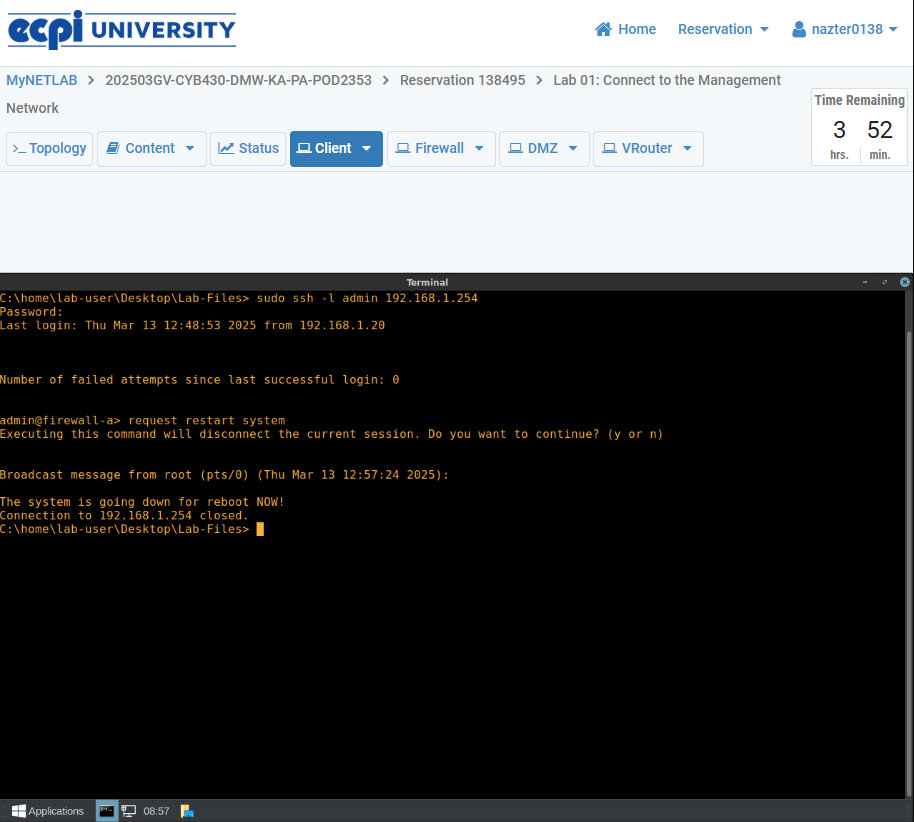 ecpi UNIVERSITY
Home Reservation nazter0138
MyNETLAB > 202503GV-CYB430-DMW-KA-PA-POD2353 > Reservation 138495 > Lab 01: Connect to the Management
Network
Time Remaining
3 52
hrs. min.
>_ Topology Content Status Client Firewall DMZ VRouter
Terminal
C:\home\lab-user\Desktop\Lab-Files> sudo ssh -l admin 192.168.1.254
Password:
Last login: Thu Mar 13 12:48:53 2025 from 192.168.1.20
Number of failed attempts since last successful login: 0
admin@firewall-a> request restart system
Executing this command will disconnect the current session. Do you want to continue? (y or n)
Broadcast message from root (pts/0) (Thu Mar 13 12:57:24 2025):
The system is going down for reboot NOW!
Connection to 192.168.1.254 closed.
C:\home\lab-user\Desktop\Lab-Files>
Applications 08:57